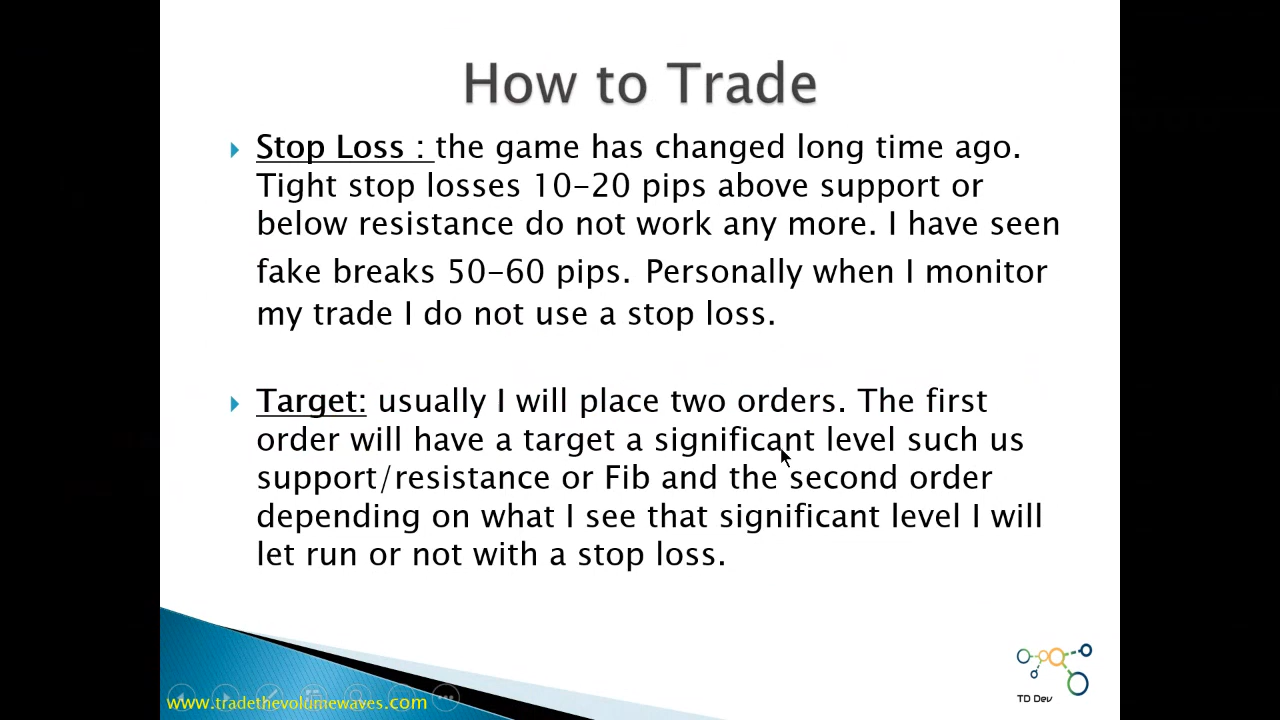 How to Trade
Stop Loss : the game has changed long time ago.
Tight stop losses 10-20 pips above support or
below resistance do not work any more. I have seen
fake breaks 50-60 pips. Personally when I monitor
my trade I do not use a stop loss.
Target: usually I will place two orders. The first
order will have a target a significant level such us
support/resistance or Fib and the second order
depending on what I see that significant level I will
let run or not with a stop loss.
www.tradethevolumewaves.com
TD Dev